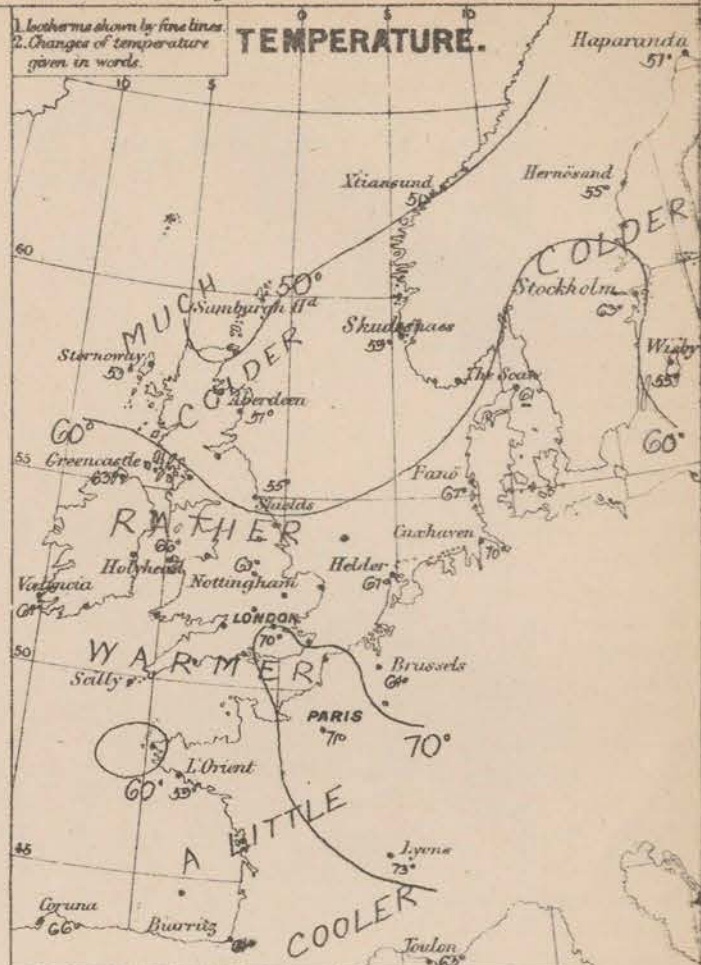 1. Isotherms shown by fine lines.
2. Changes of temperature
given in words.
TEMPERATURE.
10 5 0 5 10
Haparanda
57°
Xtiansund
50
Hernösand
55°
COLDER
60
50°
MUCH
Sumburgh Hd
Stockholm
63°
Skudesnaes
59°
Wisby
55°
Stornoway
53
COLDER
The Scaw
61
Aberdeen
57°
60°
60°
Greencastle
63°
55
55°
Shields
Fanö
67°
RATHER
Cuxhaven
70°
66
Holyhead
63°
Nottingham
Helder
67
Valencia
LONDON
70°
50
WARMER
Scilly
Brussels
64°
PARIS
71°
70°
L'Orient
60°
59°
A LITTLE
45
Lyons
73°
Coruna
66
Biarritz
COOLER
Toulon